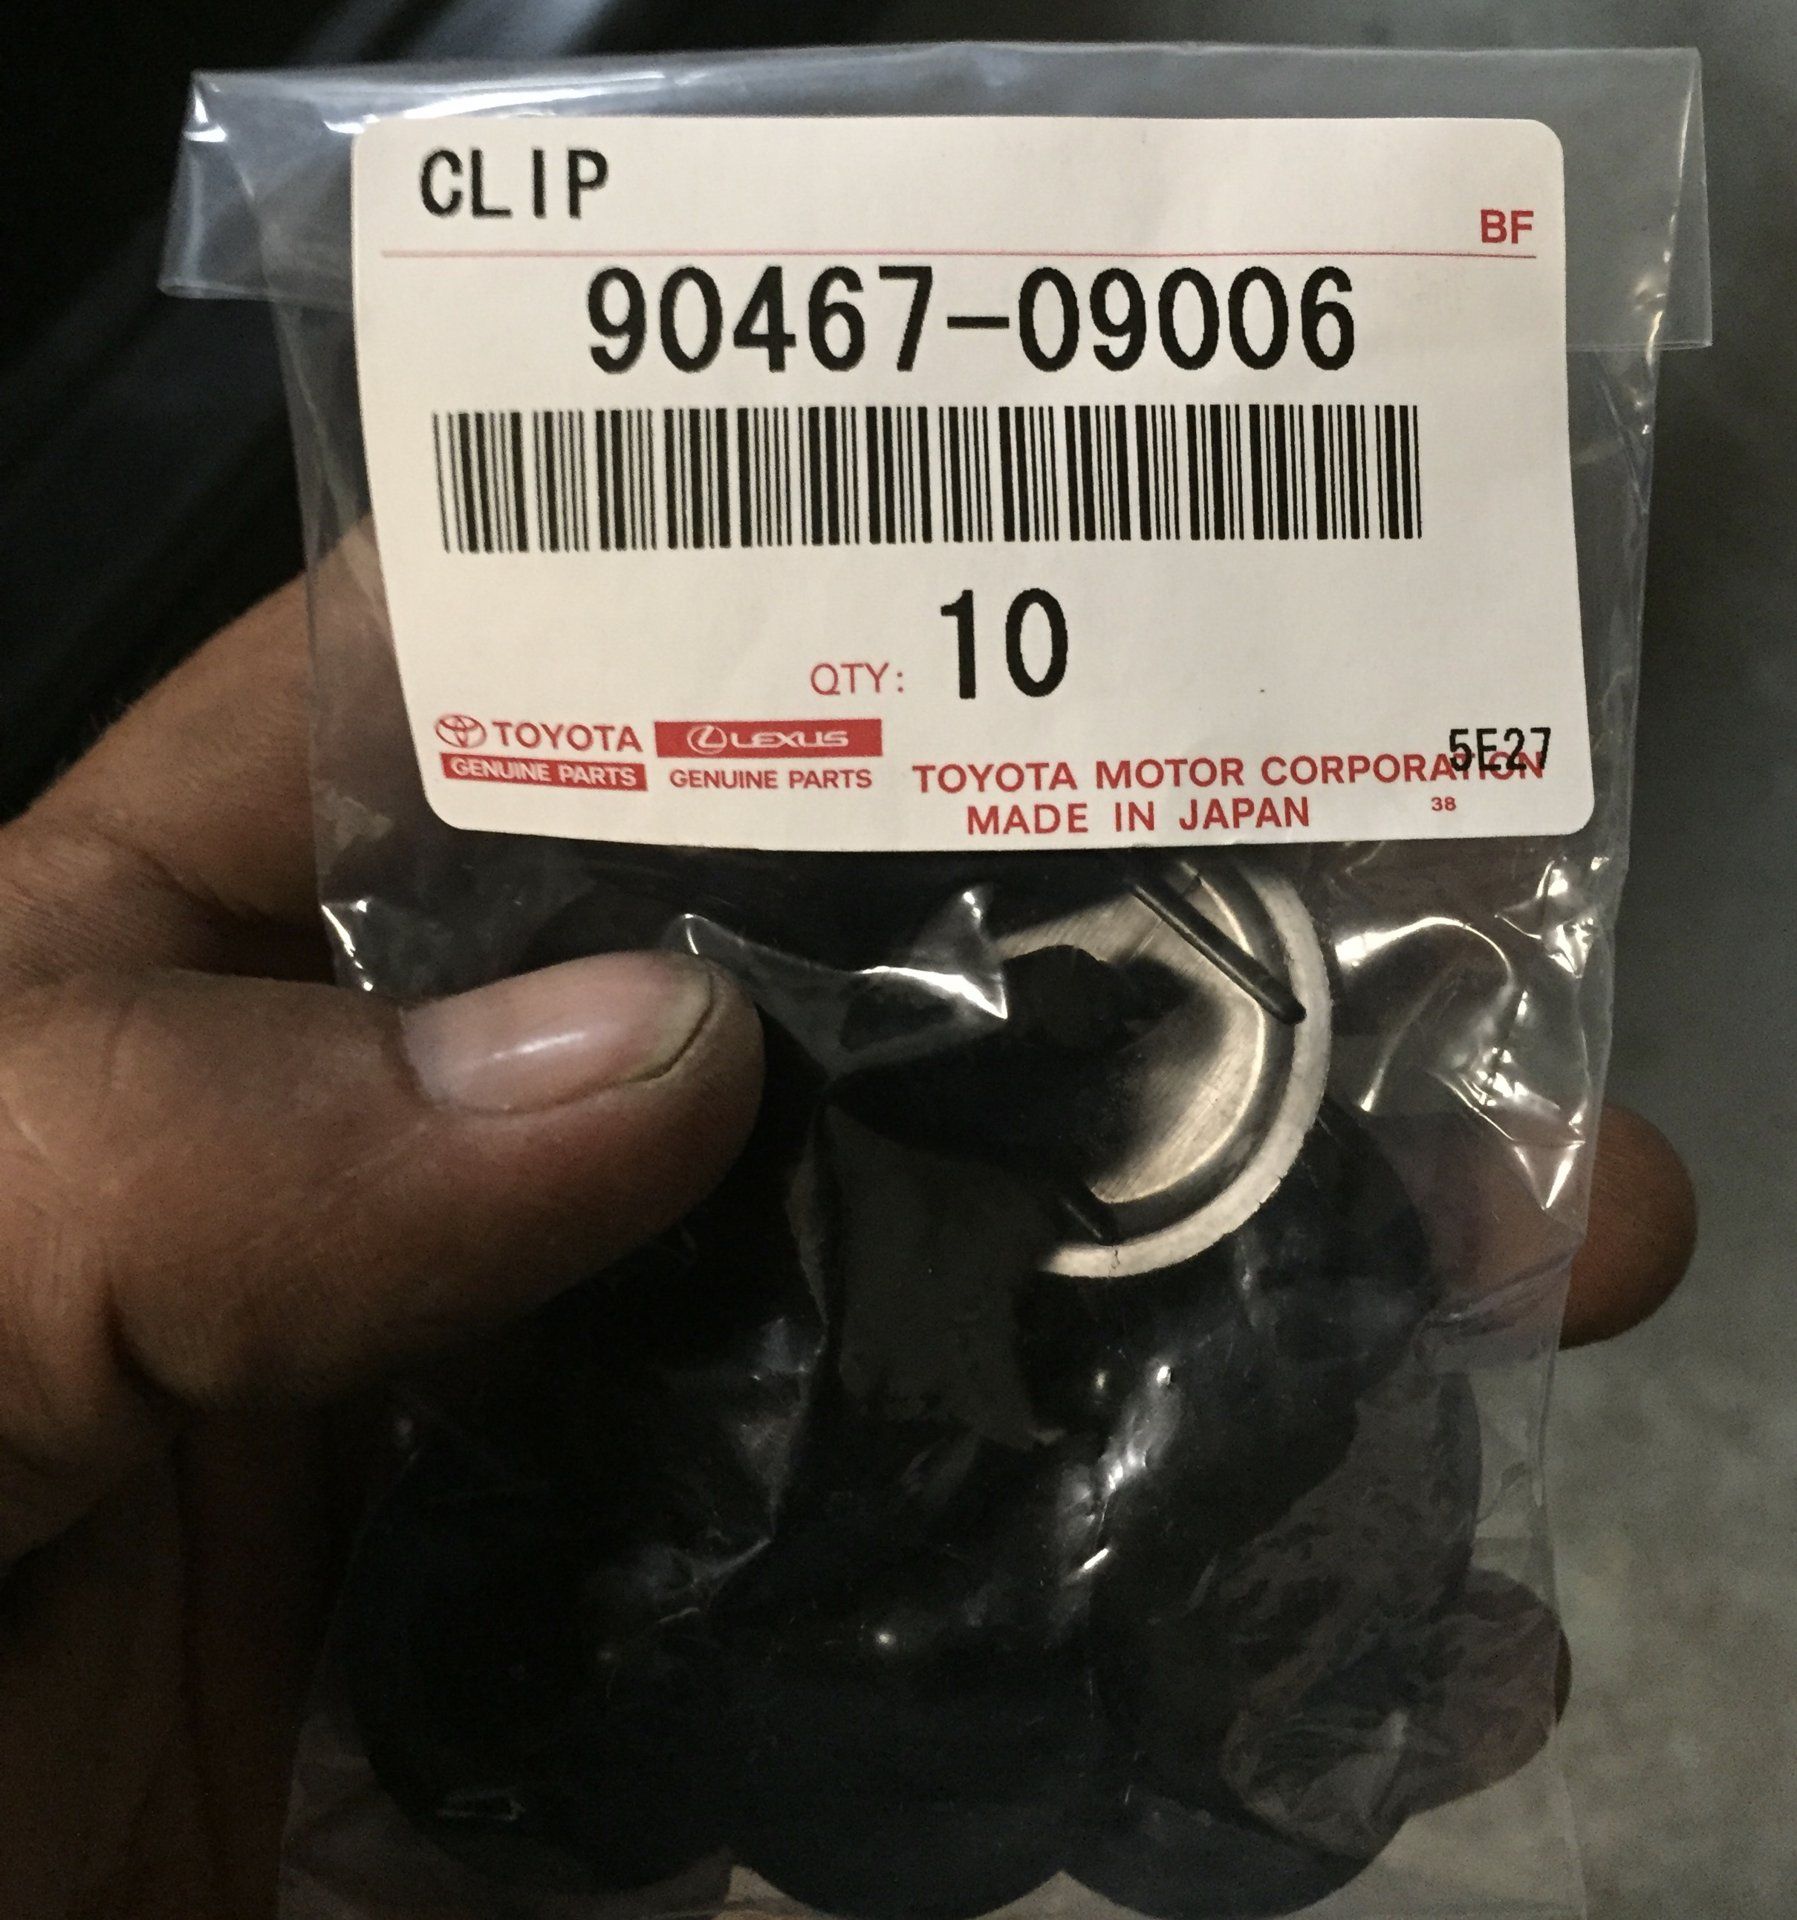 CLIP
BF
90467-09006
QTY: 10
TOYOTA
GENUINE PARTS
LEXUS
GENUINE PARTS
5E27
TOYOTA MOTOR CORPORATION
MADE IN JAPAN
38